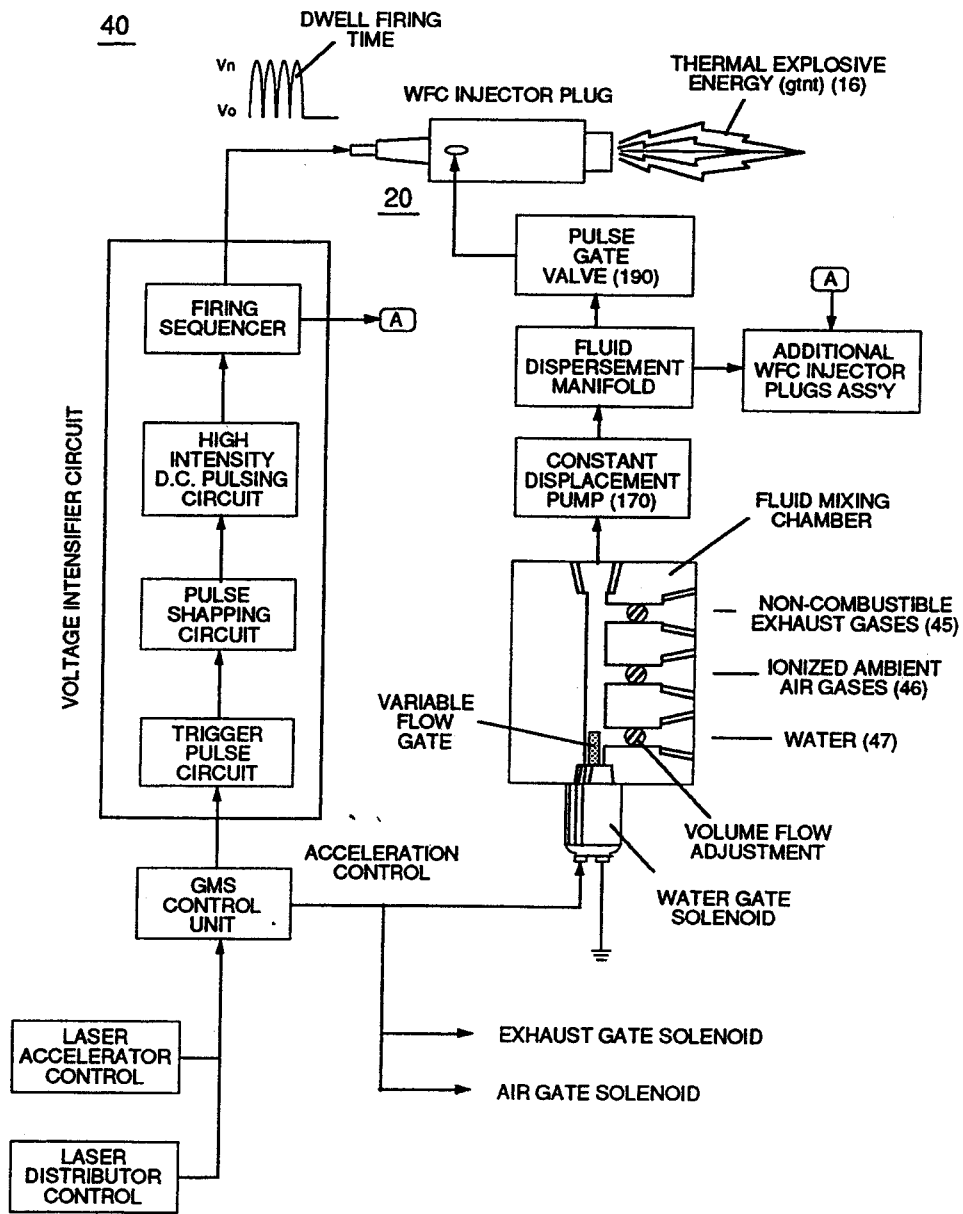 40
DWELL FIRING
TIME
Vn
Vo
WFC INJECTOR PLUG
THERMAL EXPLOSIVE
ENERGY (gtnt) (16)
20
PULSE
GATE
VALVE (190)
FIRING
SEQUENCER
A
A
FLUID
DISPERSEMENT
MANIFOLD
ADDITIONAL
WFC INJECTOR
PLUGS ASS'Y
VOLTAGE INTENSIFIER CIRCUIT
HIGH
INTENSITY
D.C. PULSING
CIRCUIT
CONSTANT
DISPLACEMENT
PUMP (170)
FLUID MIXING
CHAMBER
PULSE
SHAPPING
CIRCUIT
NON-COMBUSTIBLE
EXHAUST GASES (45)
IONIZED AMBIENT
AIR GASES (46)
VARIABLE
FLOW
GATE
WATER (47)
TRIGGER
PULSE
CIRCUIT
VOLUME FLOW
ADJUSTMENT
ACCELERATION
CONTROL
WATER GATE
SOLENOID
GMS
CONTROL
UNIT
LASER
ACCELERATOR
CONTROL
EXHAUST GATE SOLENOID
AIR GATE SOLENOID
LASER
DISTRIBUTOR
CONTROL